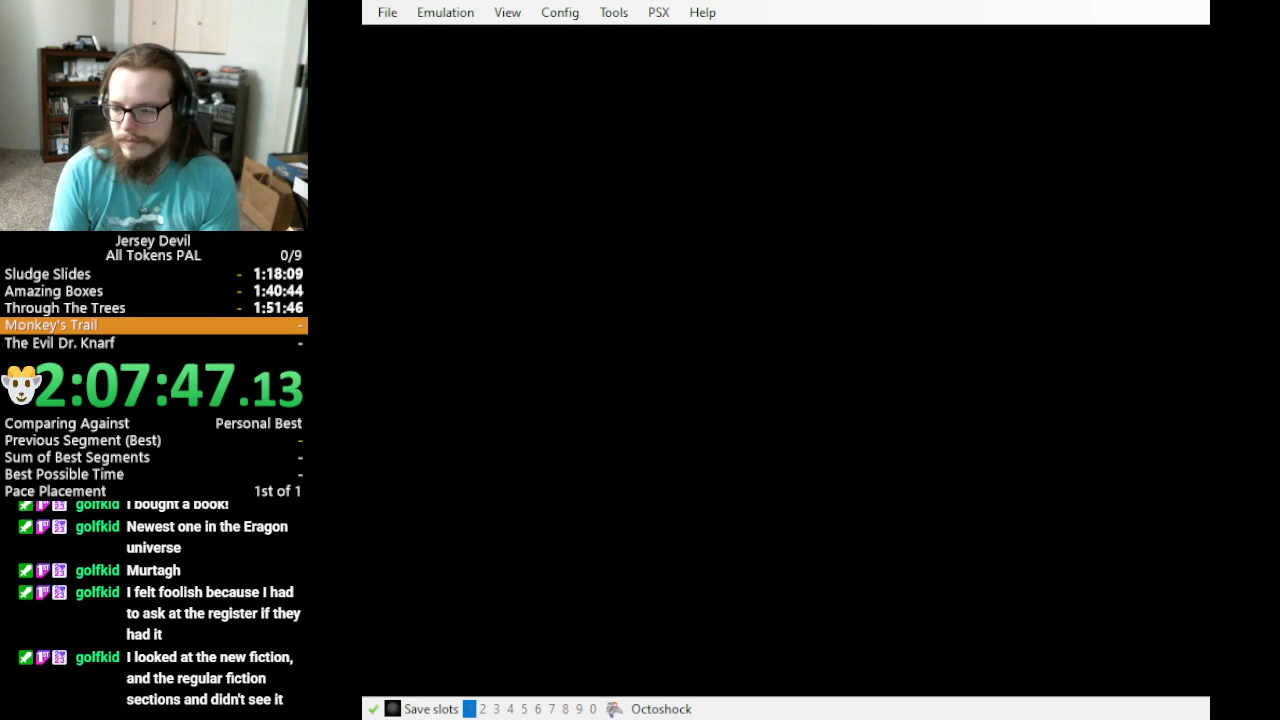 File Emulation View Config Tools PSX Help
Jersey Devil
All Tokens PAL 0/9
Sludge Slides - 1:18:09
Amazing Boxes - 1:40:44
Through The Trees - 1:51:46
Monkey's Trail -
The Evil Dr. Knarf -
2:07:47.13
Comparing Against Personal Best
Previous Segment (Best) -
Sum of Best Segments -
Best Possible Time -
Pace Placement 1st of 1
golfkid I bought a book!
golfkid Newest one in the Eragon
universe
golfkid Murtagh
golfkid I felt foolish because I had
to ask at the register if they
had it
golfkid I looked at the new fiction,
and the regular fiction
sections and didn't see it
Save slots 1 2 3 4 5 6 7 8 9 0 Octoshock